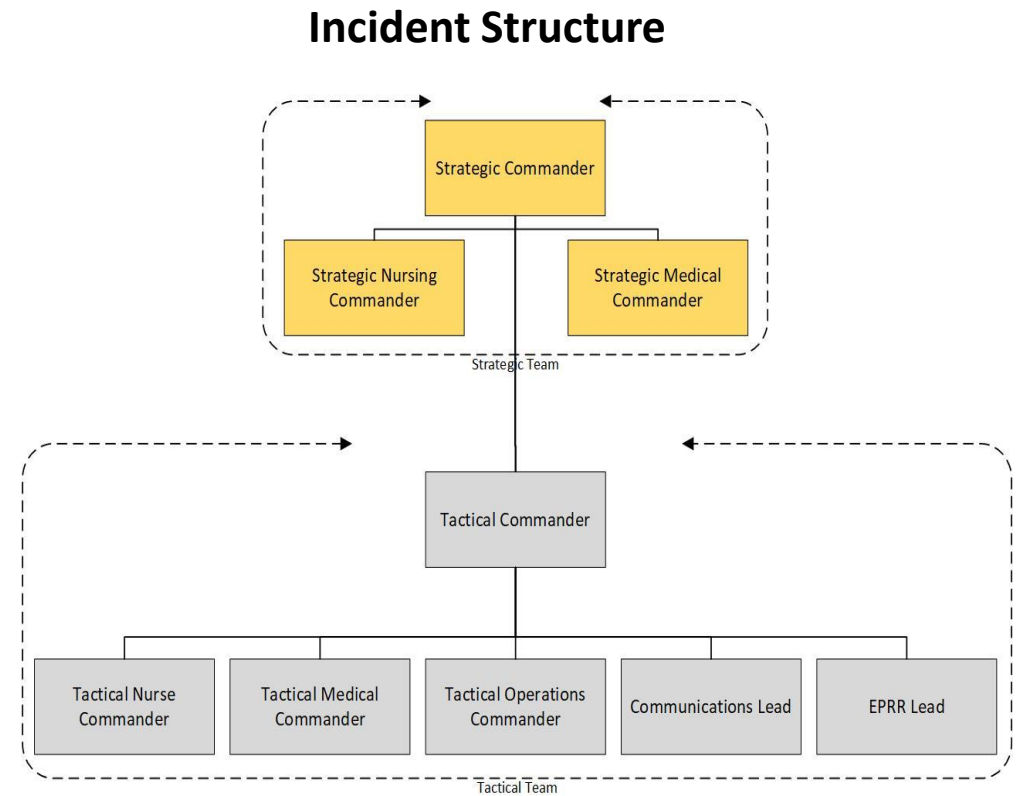 Incident Structure
Strategic Commander
Strategic Nursing
Commander
Strategic Medical
Commander
Strategic Team
Tactical Commander
Tactical Nurse
Commander
Tactical Medical
Commander
Tactical Operations
Commander
Communications Lead
EPRR Lead
Tactical Team